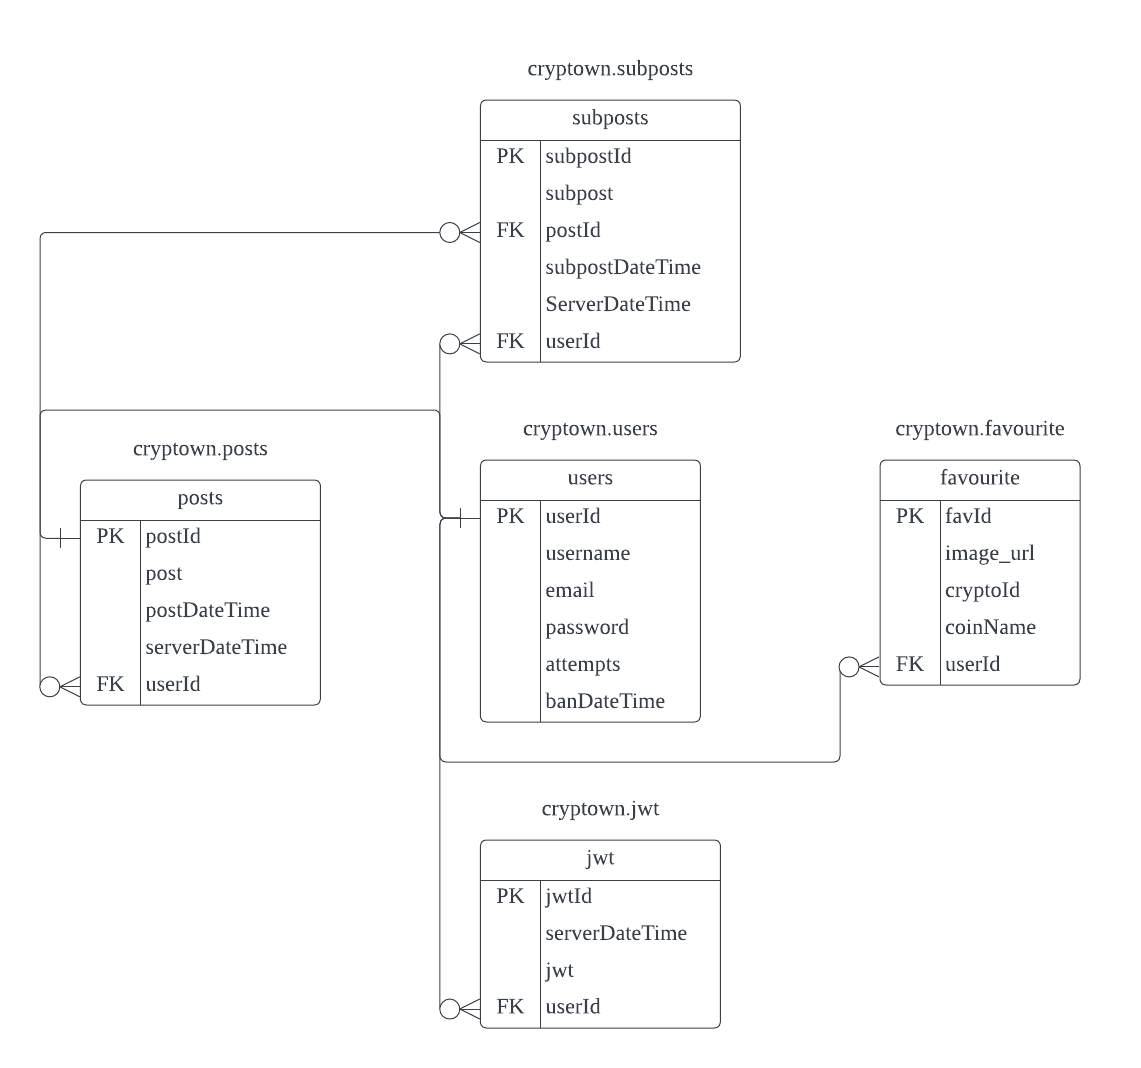 cryptown.subposts
subposts
PK subpostId
subpost
FK postId
subpostDateTime
ServerDateTime
FK userId
cryptown.posts
posts
PK postId
post
postDateTime
serverDateTime
FK userId
cryptown.users
users
PK userId
username
email
password
attempts
banDateTime
cryptown.favourite
favourite
PK favId
image_url
cryptoId
coinName
FK userId
cryptown.jwt
jwt
PK jwtId
serverDateTime
jwt
FK userId